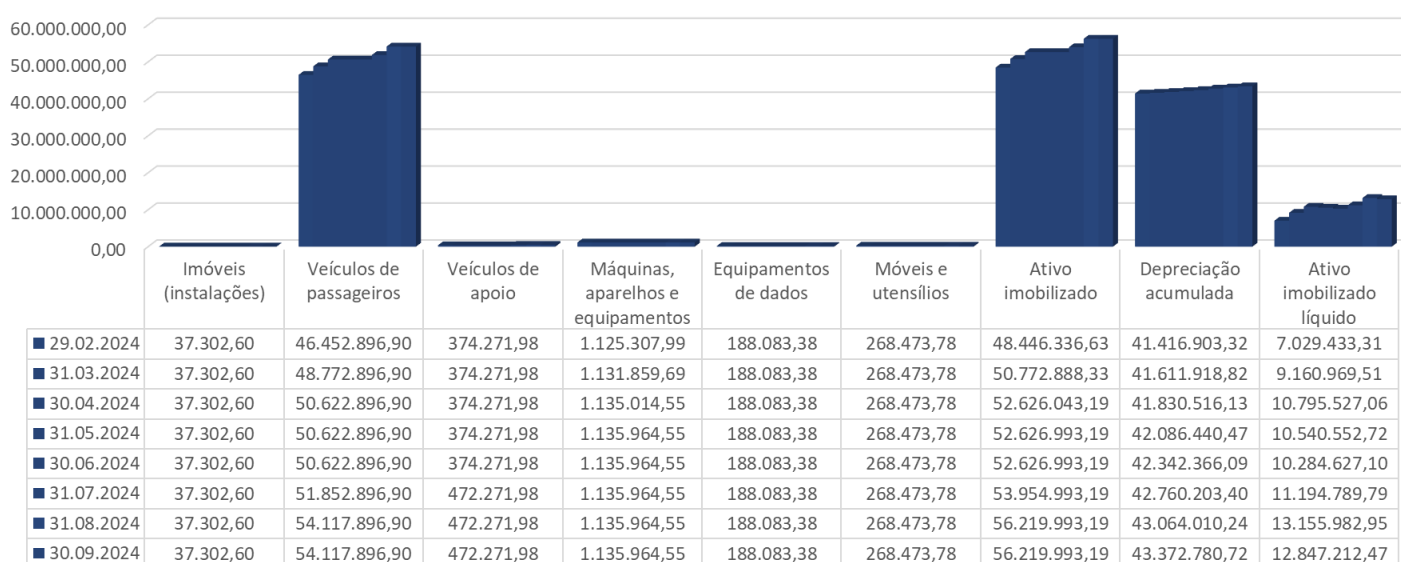 60.000.000,00
50.000.000,00
40.000.000,00
30.000.000,00
20.000.000,00
10.000.000,00
0,00
Imóveis (instalações) Veículos de passageiros Veículos de apoio Máquinas, aparelhos e equipamentos Equipamentos de dados Móveis e utensílios Ativo imobilizado Depreciação acumulada Ativo imobilizado líquido
29.02.2024 37.302,60 46.452.896,90 374.271,98 1.125.307,99 188.083,38 268.473,78 48.446.336,63 41.416.903,32 7.029.433,31
31.03.2024 37.302,60 48.772.896,90 374.271,98 1.131.859,69 188.083,38 268.473,78 50.772.888,33 41.611.918,82 9.160.969,51
30.04.2024 37.302,60 50.622.896,90 374.271,98 1.135.014,55 188.083,38 268.473,78 52.626.043,19 41.830.516,13 10.795.527,06
31.05.2024 37.302,60 50.622.896,90 374.271,98 1.135.964,55 188.083,38 268.473,78 52.626.993,19 42.086.440,47 10.540.552,72
30.06.2024 37.302,60 50.622.896,90 374.271,98 1.135.964,55 188.083,38 268.473,78 52.626.993,19 42.342.366,09 10.284.627,10
31.07.2024 37.302,60 51.852.896,90 472.271,98 1.135.964,55 188.083,38 268.473,78 53.954.993,19 42.760.203,40 11.194.789,79
31.08.2024 37.302,60 54.117.896,90 472.271,98 1.135.964,55 188.083,38 268.473,78 56.219.993,19 43.064.010,24 13.155.982,95
30.09.2024 37.302,60 54.117.896,90 472.271,98 1.135.964,55 188.083,38 268.473,78 56.219.993,19 43.372.780,72 12.847.212,47